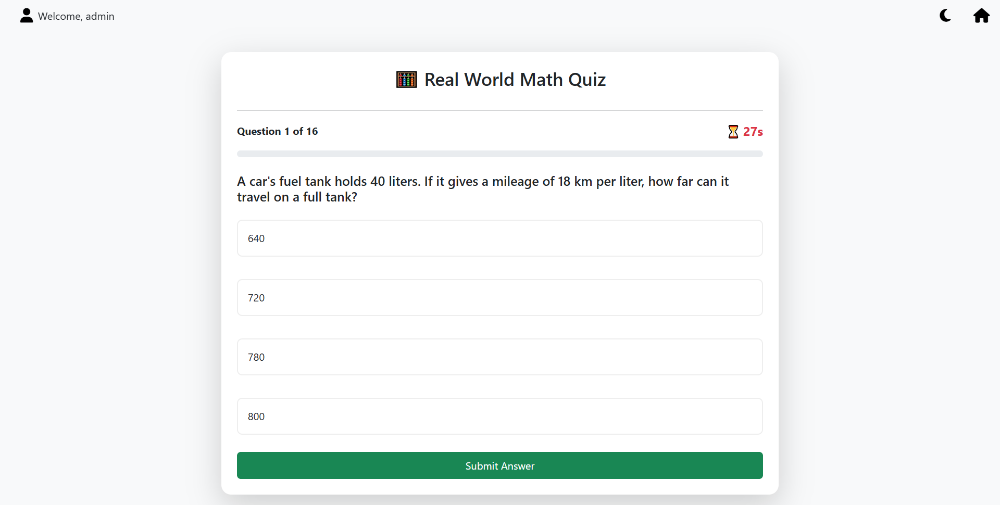 Welcome, admin
Real World Math Quiz
Question 1 of 16
27s
A car's fuel tank holds 40 liters. If it gives a mileage of 18 km per liter, how far can it
travel on a full tank?
640
720
780
800
Submit Answer